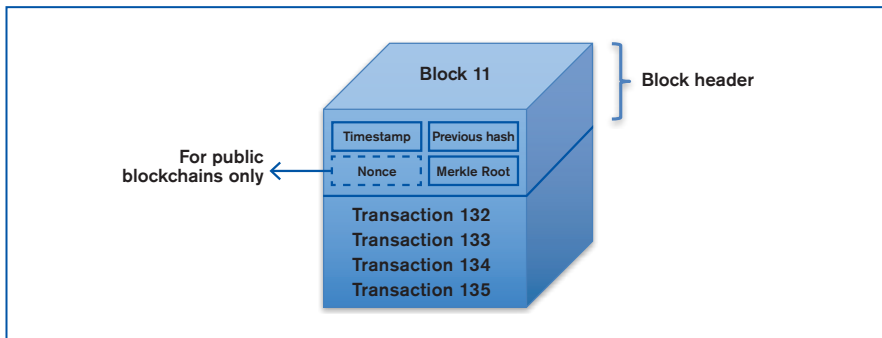 Block 11
Block header
Timestamp
Previous hash
For public
blockchains only
Nonce
Merkle Root
Transaction 132
Transaction 133
Transaction 134
Transaction 135